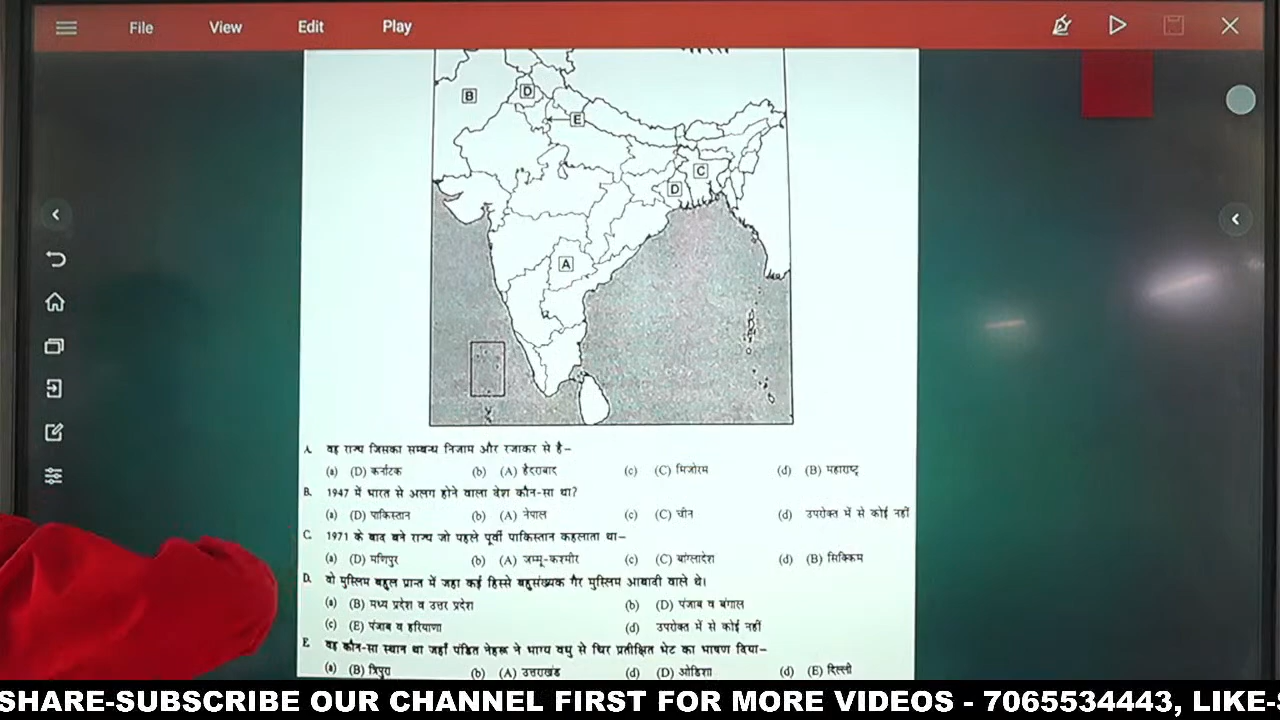 File View Edit Play
B
D
E
C
D
A
A. वह राज्य जिसका सम्बन्ध निजाम और रजाकर से है–
(a) (D) कर्नाटक (b) (A) हैदराबाद (c) (C) मिजोरम (d) (B) महाराष्ट्र
B. 1947 में भारत से अलग होने वाला देश कौन-सा था?
(a) (D) पाकिस्तान (b) (A) नेपाल (c) (C) चीन (d) उपरोक्त में से कोई नहीं
C. 1971 के बाद बने राज्य जो पहले पूर्वी पाकिस्तान कहलाता था–
(a) (D) मणिपुर (b) (A) जम्मू-कश्मीर (c) (C) बांग्लादेश (d) (B) सिक्किम
D. वो मुस्लिम बहुल प्रान्त में जहा कई हिस्से बहुसंख्यक गैर मुस्लिम आबादी वाले थे।
(a) (B) मध्य प्रदेश व उत्तर प्रदेश (b) (D) पंजाब व बंगाल
(c) (E) पंजाब व हरियाणा (d) उपरोक्त में से कोई नहीं
E. वह कौन-सा स्थान था जहाँ पंडित नेहरू ने भाग्य वधु से चिर प्रतीक्षित भेट का भाषण दिया–
(a) (B) त्रिपुरा (b) (A) उत्तराखंड (d) (D) ओडिशा (d) (E) दिल्ली
SHARE-SUBSCRIBE OUR CHANNEL FIRST FOR MORE VIDEOS - 7065534443, LIKE-